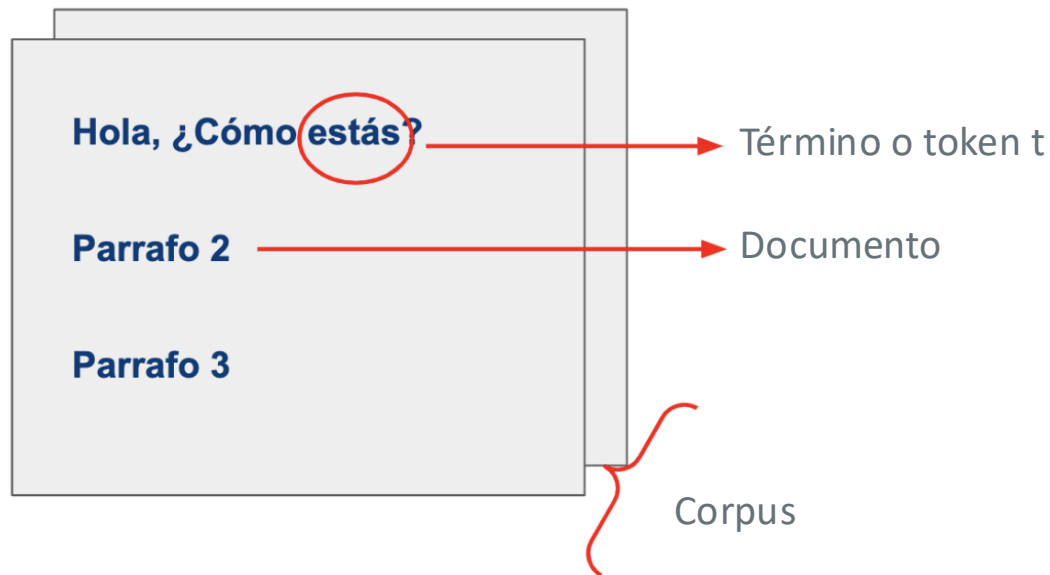 Hola, ¿Cómo estás?
Término o token t
Parrafo 2
Documento
Parrafo 3
Corpus